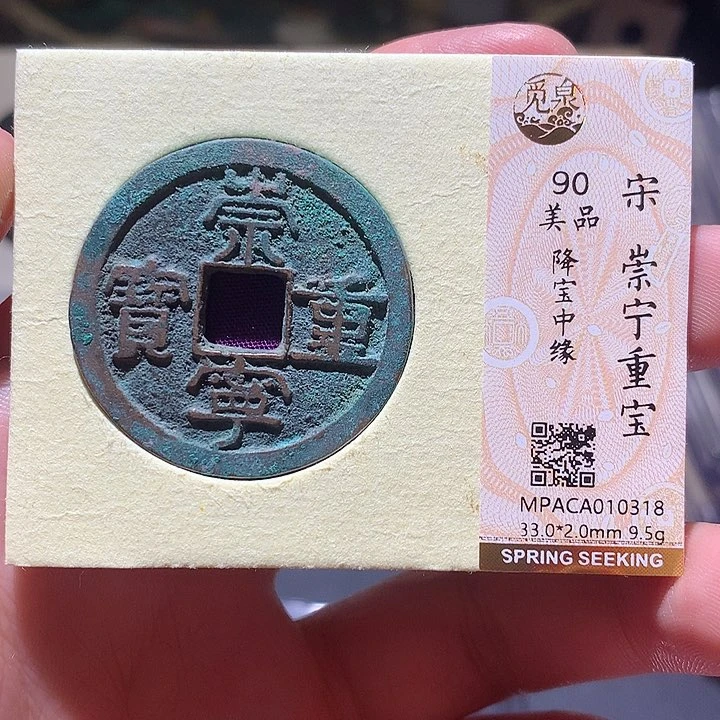 崇
寧
重
寶
觅泉
宋 崇宁重宝
90
美品
降宝中缘
MPACA010318
33.0*2.0mm 9.5g
SPRING SEEKING